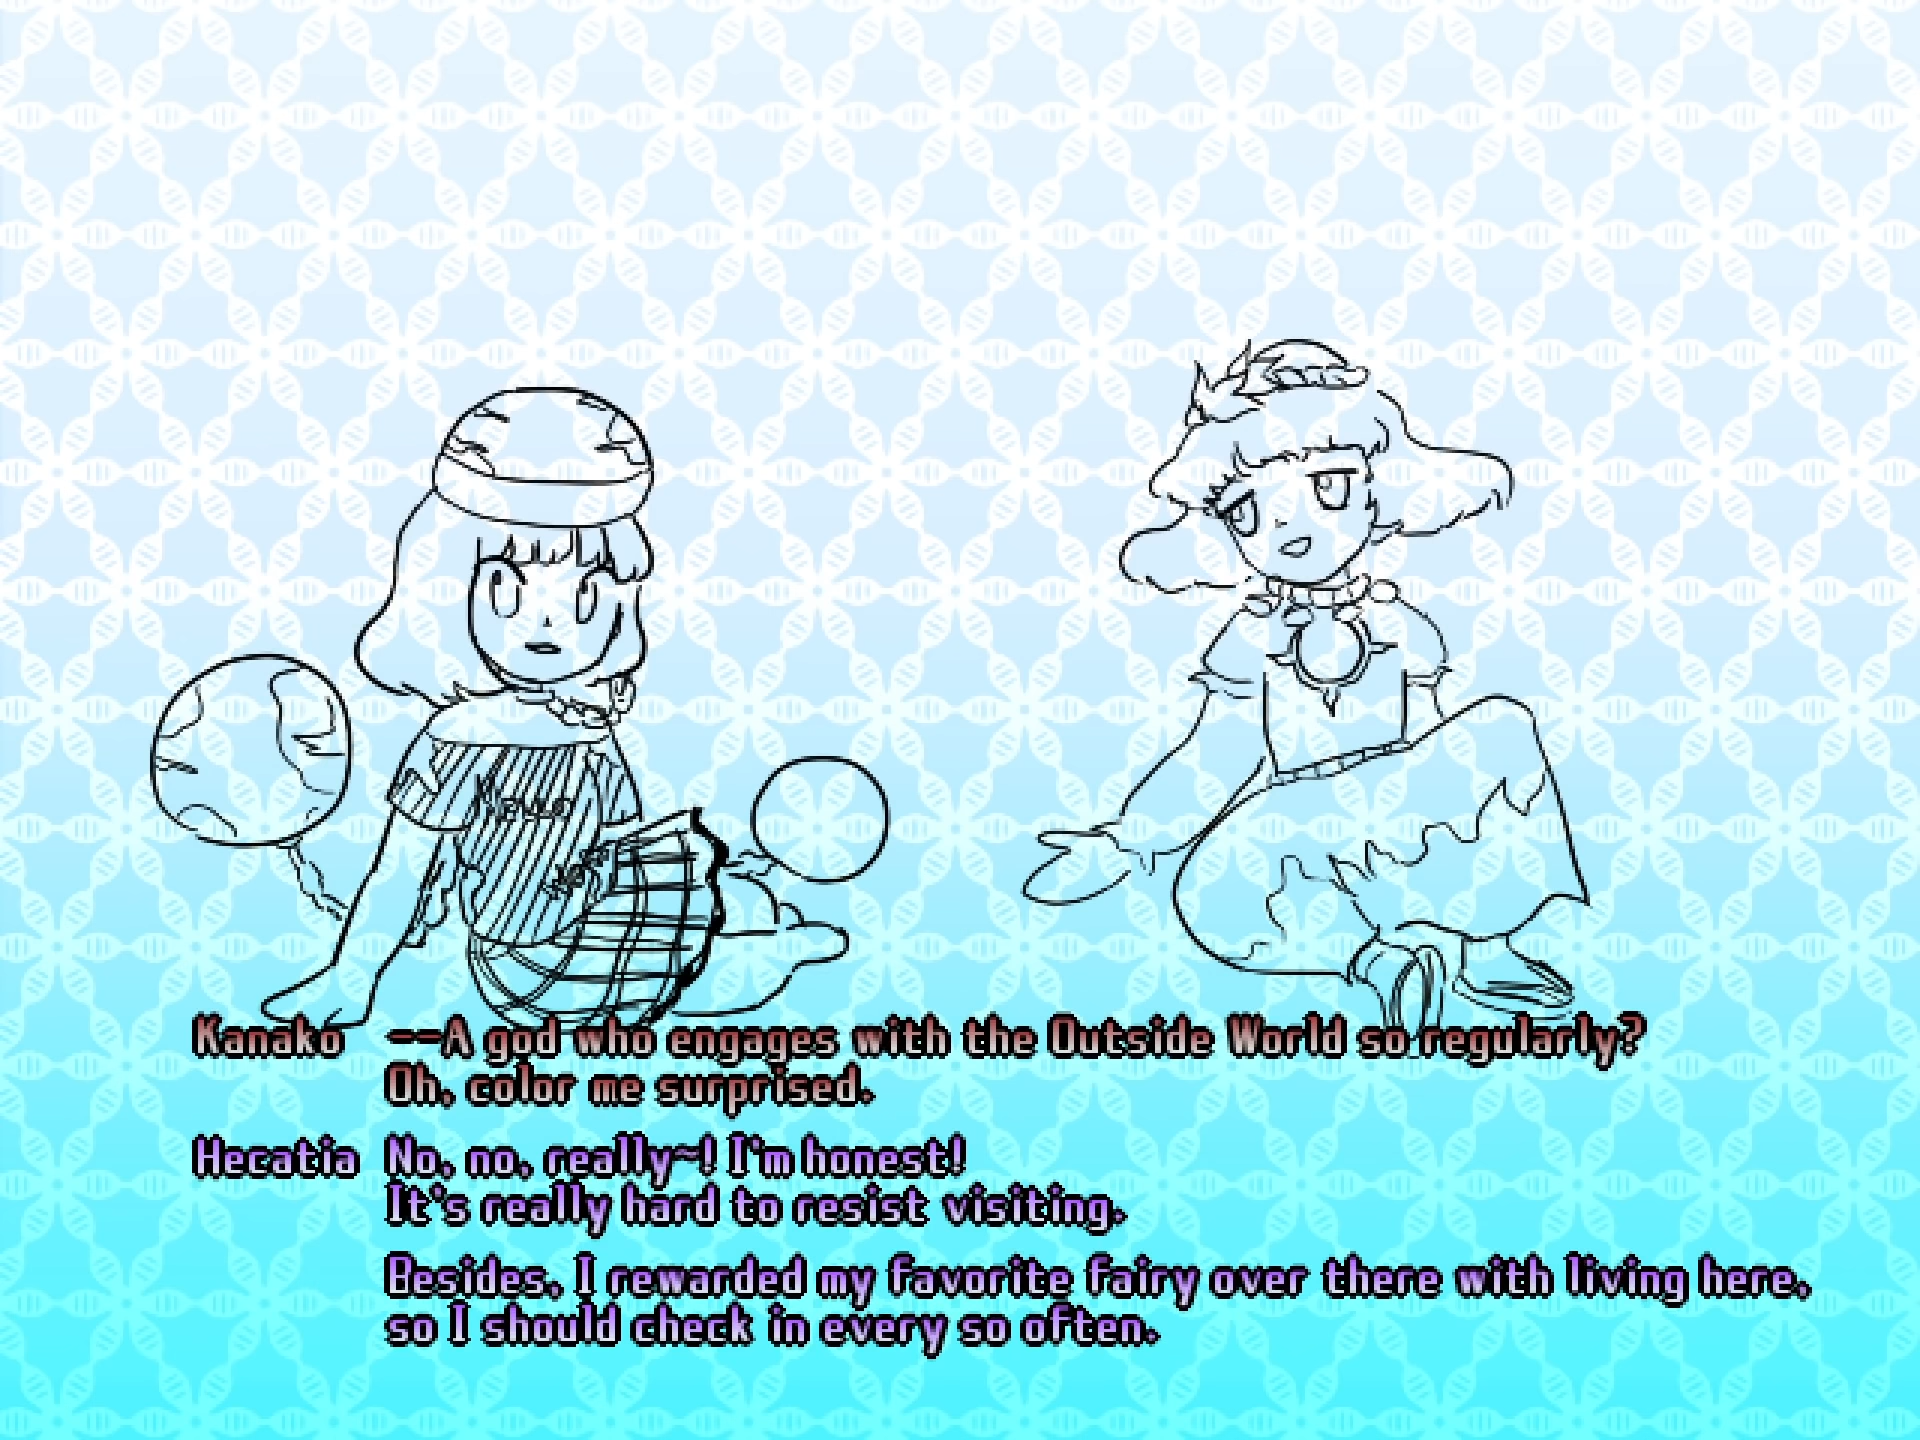 Kanako --A god who engages with the Outside World so regularly?
Oh, color me surprised.
Hecatia No, no, really~! I'm honest!
It's really hard to resist visiting.
Besides, I rewarded my favorite fairy over there with living here,
so I should check in every so often.